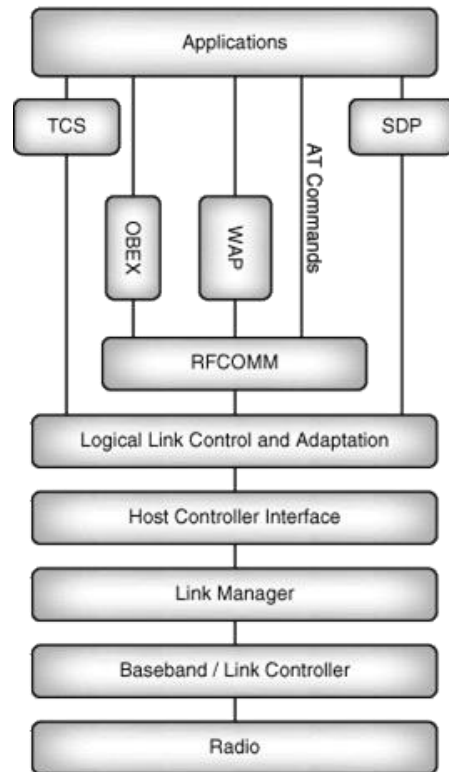 Applications
TCS
SDP
AT Commands
OBEX
WAP
RFCOMM
Logical Link Control and Adaptation
Host Controller Interface
Link Manager
Baseband / Link Controller
Radio